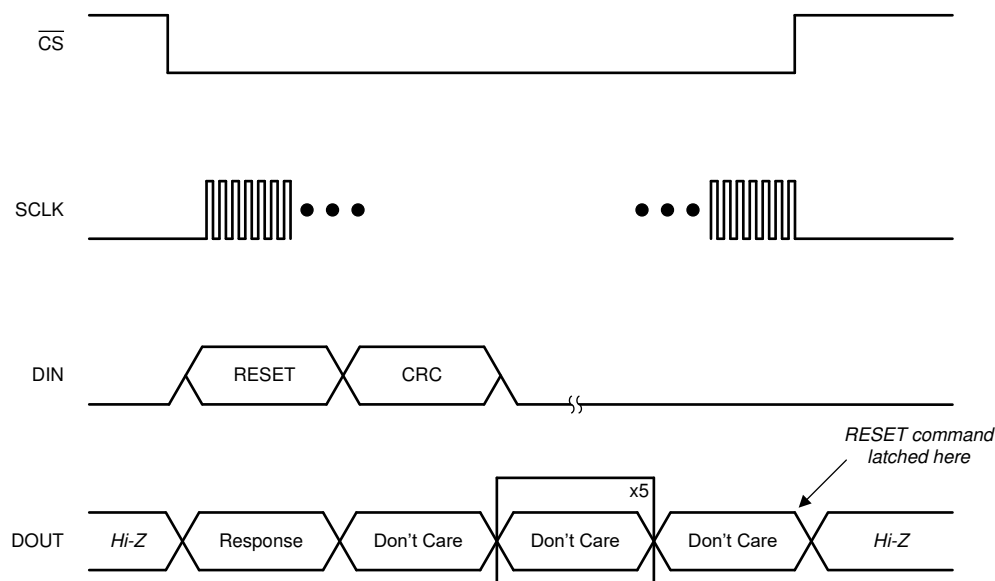 CS
SCLK
DIN
RESET
CRC
RESET command
latched here
x5
DOUT
Hi-Z
Response
Don't Care
Don't Care
Don't Care
Hi-Z